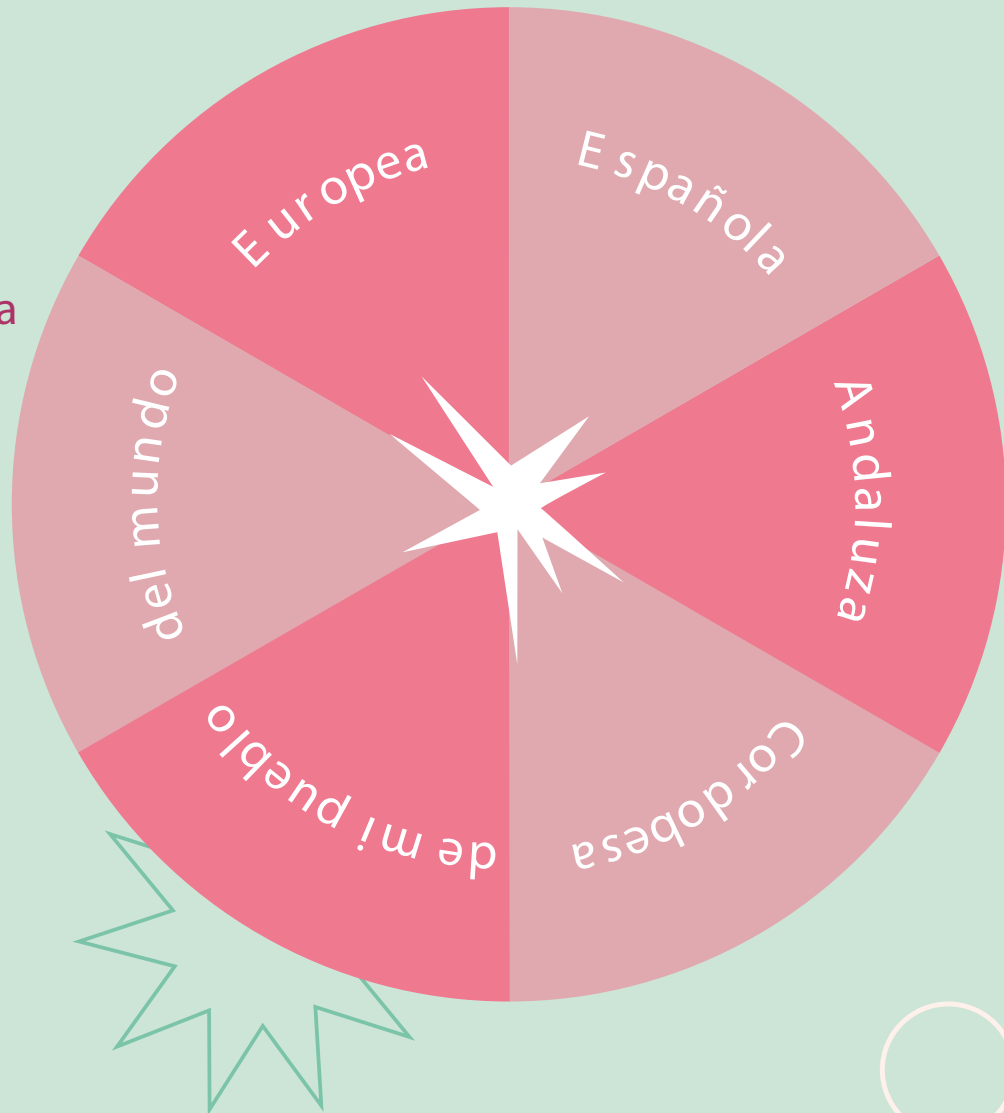 a
Europea
Española
Andaluza
Cordobesa
de mi pueblo
del mundo